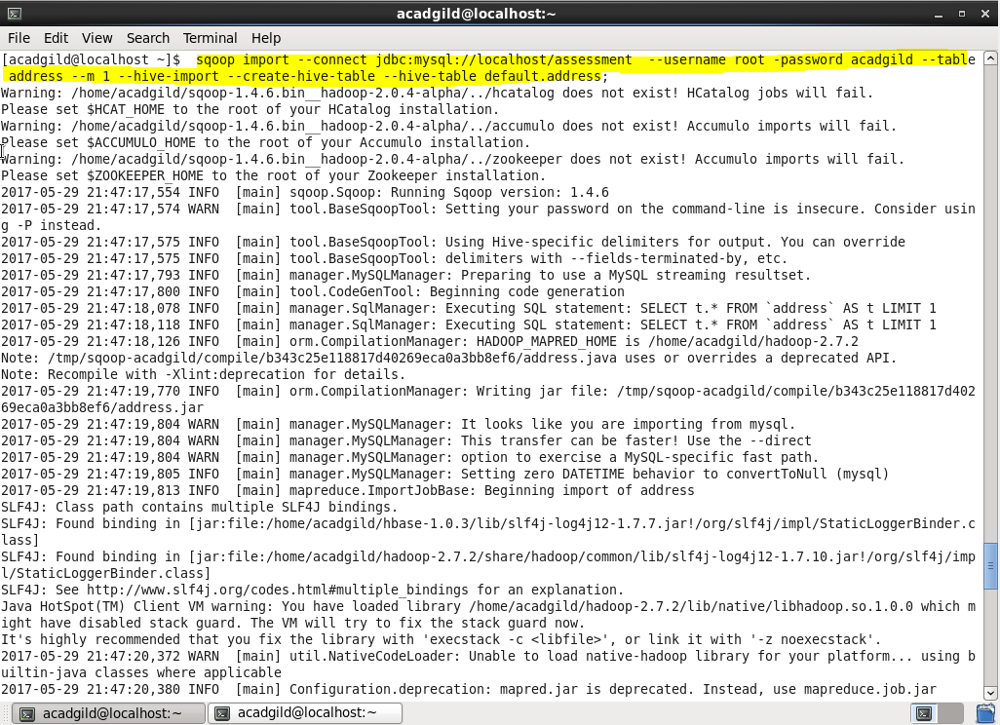 acadgild@localhost:~
File Edit View Search Terminal Help
[acadgild@localhost ~]$  sqoop import --connect jdbc:mysql://localhost/assessment  --username root -password acadgild --table
 address --m 1 --hive-import --create-hive-table --hive-table default.address;
Warning: /home/acadgild/sqoop-1.4.6.bin__hadoop-2.0.4-alpha/../hcatalog does not exist! HCatalog jobs will fail.
Please set $HCAT_HOME to the root of your HCatalog installation.
Warning: /home/acadgild/sqoop-1.4.6.bin__hadoop-2.0.4-alpha/../accumulo does not exist! Accumulo imports will fail.
Please set $ACCUMULO_HOME to the root of your Accumulo installation.
Warning: /home/acadgild/sqoop-1.4.6.bin__hadoop-2.0.4-alpha/../zookeeper does not exist! Accumulo imports will fail.
Please set $ZOOKEEPER_HOME to the root of your Zookeeper installation.
2017-05-29 21:47:17,554 INFO  [main] sqoop.Sqoop: Running Sqoop version: 1.4.6
2017-05-29 21:47:17,574 WARN  [main] tool.BaseSqoopTool: Setting your password on the command-line is insecure. Consider usin
g -P instead.
2017-05-29 21:47:17,575 INFO  [main] tool.BaseSqoopTool: Using Hive-specific delimiters for output. You can override
2017-05-29 21:47:17,575 INFO  [main] tool.BaseSqoopTool: delimiters with --fields-terminated-by, etc.
2017-05-29 21:47:17,793 INFO  [main] manager.MySQLManager: Preparing to use a MySQL streaming resultset.
2017-05-29 21:47:17,800 INFO  [main] tool.CodeGenTool: Beginning code generation
2017-05-29 21:47:18,078 INFO  [main] manager.SqlManager: Executing SQL statement: SELECT t.* FROM `address` AS t LIMIT 1
2017-05-29 21:47:18,118 INFO  [main] manager.SqlManager: Executing SQL statement: SELECT t.* FROM `address` AS t LIMIT 1
2017-05-29 21:47:18,126 INFO  [main] orm.CompilationManager: HADOOP_MAPRED_HOME is /home/acadgild/hadoop-2.7.2
Note: /tmp/sqoop-acadgild/compile/b343c25e118817d40269eca0a3bb8ef6/address.java uses or overrides a deprecated API.
Note: Recompile with -Xlint:deprecation for details.
2017-05-29 21:47:19,770 INFO  [main] orm.CompilationManager: Writing jar file: /tmp/sqoop-acadgild/compile/b343c25e118817d402
69eca0a3bb8ef6/address.jar
2017-05-29 21:47:19,804 WARN  [main] manager.MySQLManager: It looks like you are importing from mysql.
2017-05-29 21:47:19,804 WARN  [main] manager.MySQLManager: This transfer can be faster! Use the --direct
2017-05-29 21:47:19,804 WARN  [main] manager.MySQLManager: option to exercise a MySQL-specific fast path.
2017-05-29 21:47:19,805 INFO  [main] manager.MySQLManager: Setting zero DATETIME behavior to convertToNull (mysql)
2017-05-29 21:47:19,813 INFO  [main] mapreduce.ImportJobBase: Beginning import of address
SLF4J: Class path contains multiple SLF4J bindings.
SLF4J: Found binding in [jar:file:/home/acadgild/hbase-1.0.3/lib/slf4j-log4j12-1.7.7.jar!/org/slf4j/impl/StaticLoggerBinder.c
lass]
SLF4J: Found binding in [jar:file:/home/acadgild/hadoop-2.7.2/share/hadoop/common/lib/slf4j-log4j12-1.7.10.jar!/org/slf4j/imp
l/StaticLoggerBinder.class]
SLF4J: See http://www.slf4j.org/codes.html#multiple_bindings for an explanation.
Java HotSpot(TM) Client VM warning: You have loaded library /home/acadgild/hadoop-2.7.2/lib/native/libhadoop.so.1.0.0 which m
ight have disabled stack guard. The VM will try to fix the stack guard now.
It's highly recommended that you fix the library with 'execstack -c <libfile>', or link it with '-z noexecstack'.
2017-05-29 21:47:20,372 WARN  [main] util.NativeCodeLoader: Unable to load native-hadoop library for your platform... using b
uiltin-java classes where applicable
2017-05-29 21:47:20,380 INFO  [main] Configuration.deprecation: mapred.jar is deprecated. Instead, use mapreduce.job.jar
acadgild@localhost:~ acadgild@localhost:~